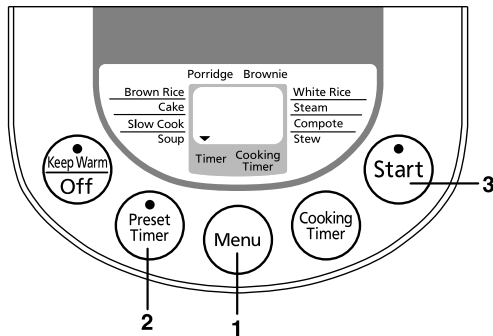 Porridge Brownie
Brown Rice
Cake
Slow Cook
Soup
White Rice
Steam
Compote
Stew
Timer
Cooking
Timer
Keep Warm
Off
Preset
Timer
Menu
Cooking
Timer
Start
3
2
1